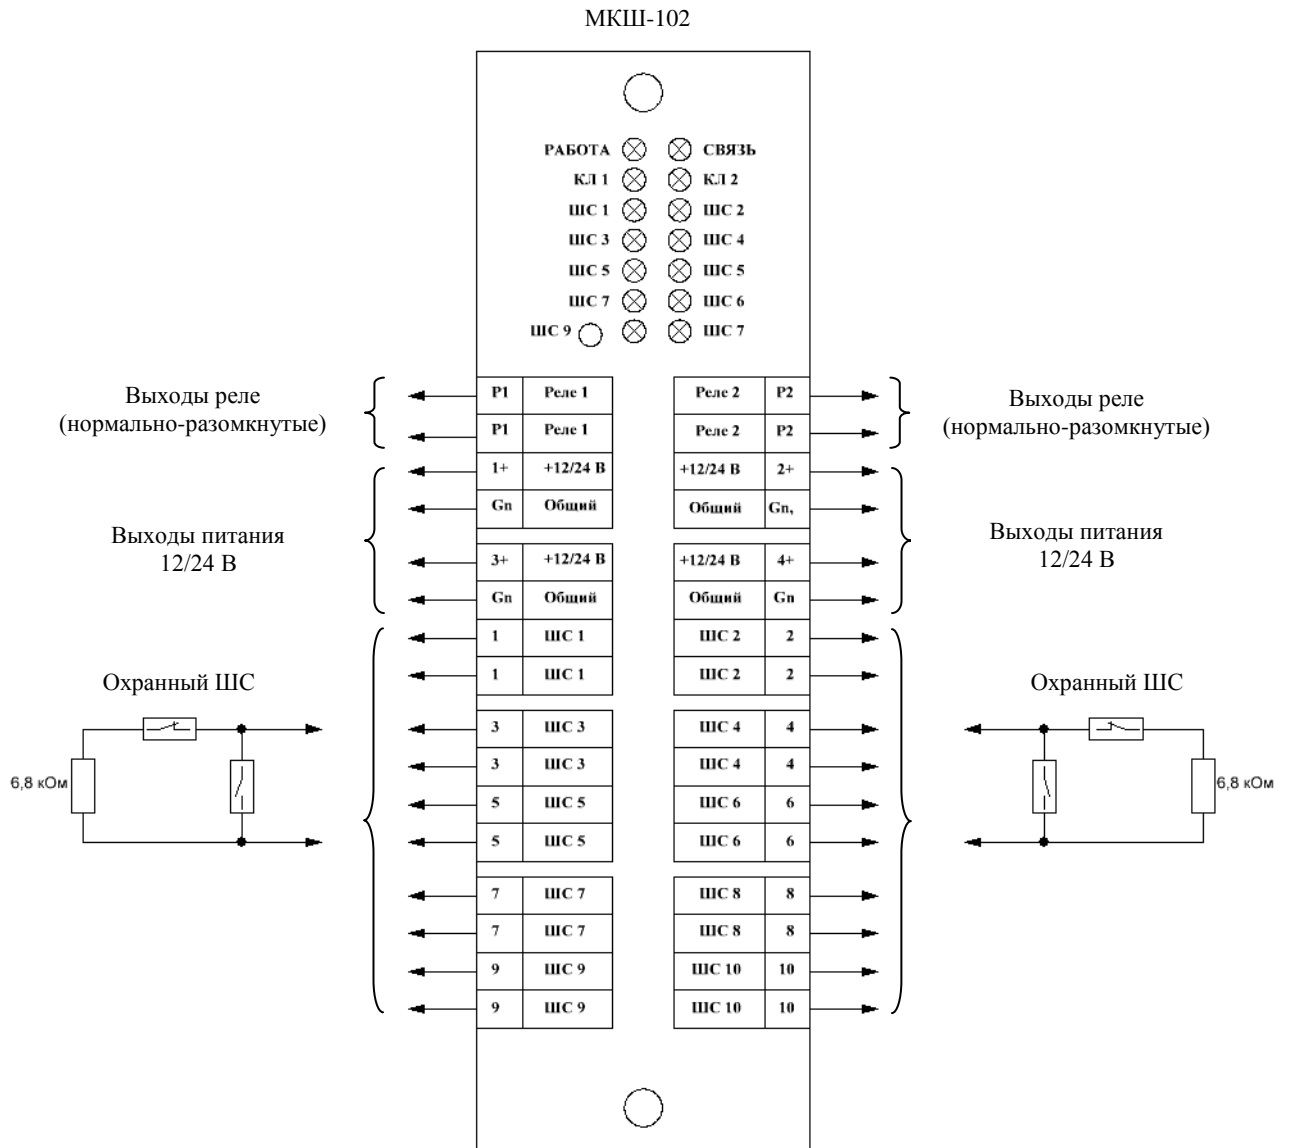 МКШ-102
РАБОТА СВЯЗЬ
КЛ 1 КЛ 2
ШС 1 ШС 2
ШС 3 ШС 4
ШС 5 ШС 5
ШС 7 ШС 6
ШС 9 ШС 7
Выходы реле
(нормально-разомкнутые)
P1 Реле 1 Реле 2 P2
P1 Реле 1 Реле 2 P2
Выходы реле
(нормально-разомкнутые)
1+ +12/24 В +12/24 В 2+
Gn Общий Общий Gn,
Выходы питания
12/24 В
Выходы питания
12/24 В
3+ +12/24 В +12/24 В 4+
Gn Общий Общий Gn
1 ШС 1 ШС 2 2
1 ШС 1 ШС 2 2
Охранный ШС
Охранный ШС
3 ШС 3 ШС 4 4
3 ШС 3 ШС 4 4
6,8 кОм
6,8 кОм
5 ШС 5 ШС 6 6
5 ШС 5 ШС 6 6
7 ШС 7 ШС 8 8
7 ШС 7 ШС 8 8
9 ШС 9 ШС 10 10
9 ШС 9 ШС 10 10